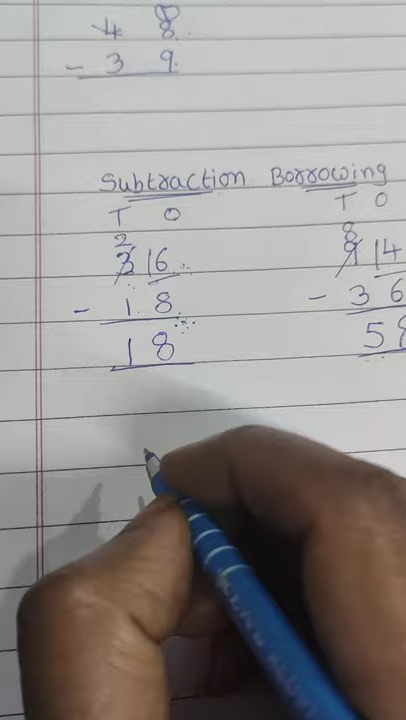 4 8
- 3 9
Subtraction Borrowing
T O T O
2 8
3 16 9 14
- 1 8 - 3 6
1 8 5 8